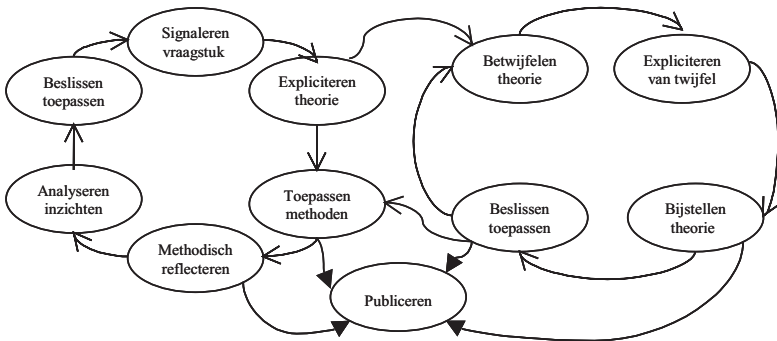 Signaleren
vraagstuk
Beslissen
toepassen
Expliciteren
theorie
Betwijfelen
theorie
Expliciteren
van twijfel
Analyseren
inzichten
Toepassen
methoden
Beslissen
toepassen
Bijstellen
theorie
Methodisch
reflecteren
Publiceren